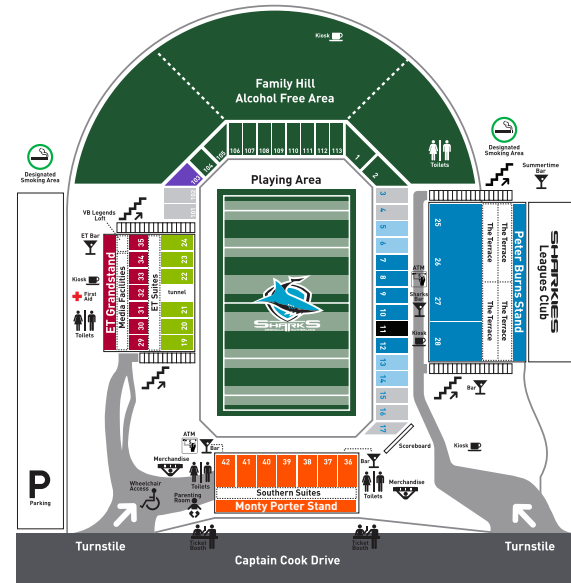 Kiosk
Family Hill
Alcohol Free Area
106 107 108 109 110 111 112 113
105
104
103
102
101
1
2
Toilets
Designated
Smoking Area
Designated
Smoking Area
Summertime
Bar
Playing Area
VB Legends
Loft
ET Bar
Kiosk
First
Aid
Toilets
ET Grandstand
Media Facilities
35
34
33
32
31
30
29
ET Suites
24
23
22
tunnel
21
20
19
SHARKS
3
4
5
6
7
8
9
10
11
12
13
14
15
16
17
ATM
Sharks
Bar
Kiosk
25
26
27
28
The Terrace
The Terrace
The Terrace
The Terrace
Peter Burns Stand
SHARKIES
Leagues Club
Bar
Kiosk
Scoreboard
ATM
Bar
Bar
Merchandise
Toilets
42 41 40 39 38 37 36
Southern Suites
Monty Porter Stand
Toilets
Merchandise
Wheelchair
Access
Parenting
Room
P
Parking
Ticket
Booth
Ticket
Booth
Turnstile
Turnstile
Captain Cook Drive